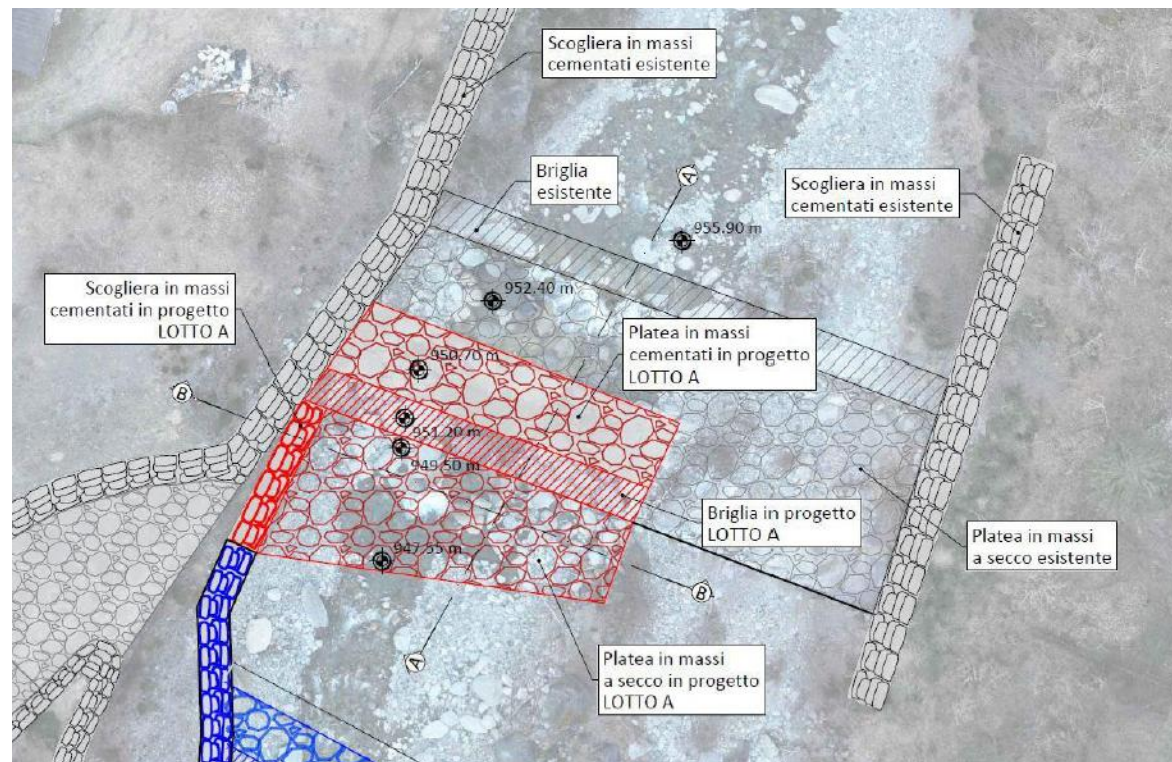 Scogliera in massi
cementati esistente
Briglia
esistente
A
955.90 m
Scogliera in massi
cementati esistente
952.40 m
Scogliera in massi
cementati in progetto
LOTTO A
Platea in massi
cementati in progetto
LOTTO A
950.70 m
B
951.20 m
949.50 m
Briglia in progetto
LOTTO A
Platea in massi
a secco esistente
947.55 m
B
A
Platea in massi
a secco in progetto
LOTTO A